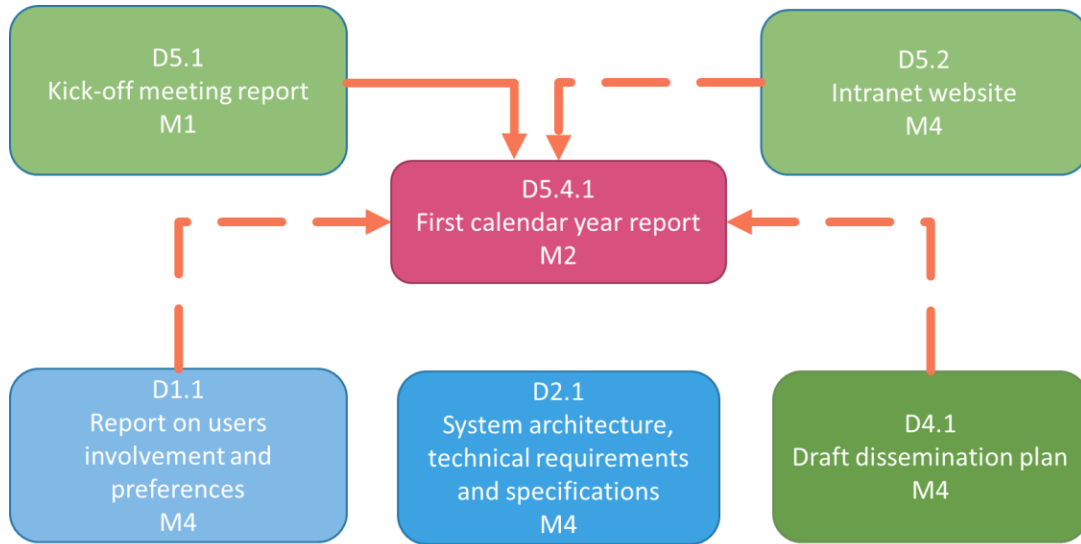 D5.1
Kick-off meeting report
M1
D5.2
Intranet website
M4
D5.4.1
First calendar year report
M2
D1.1
Report on users
involvement and
preferences
M4
D2.1
System architecture,
technical requirements
and specifications
M4
D4.1
Draft dissemination plan
M4